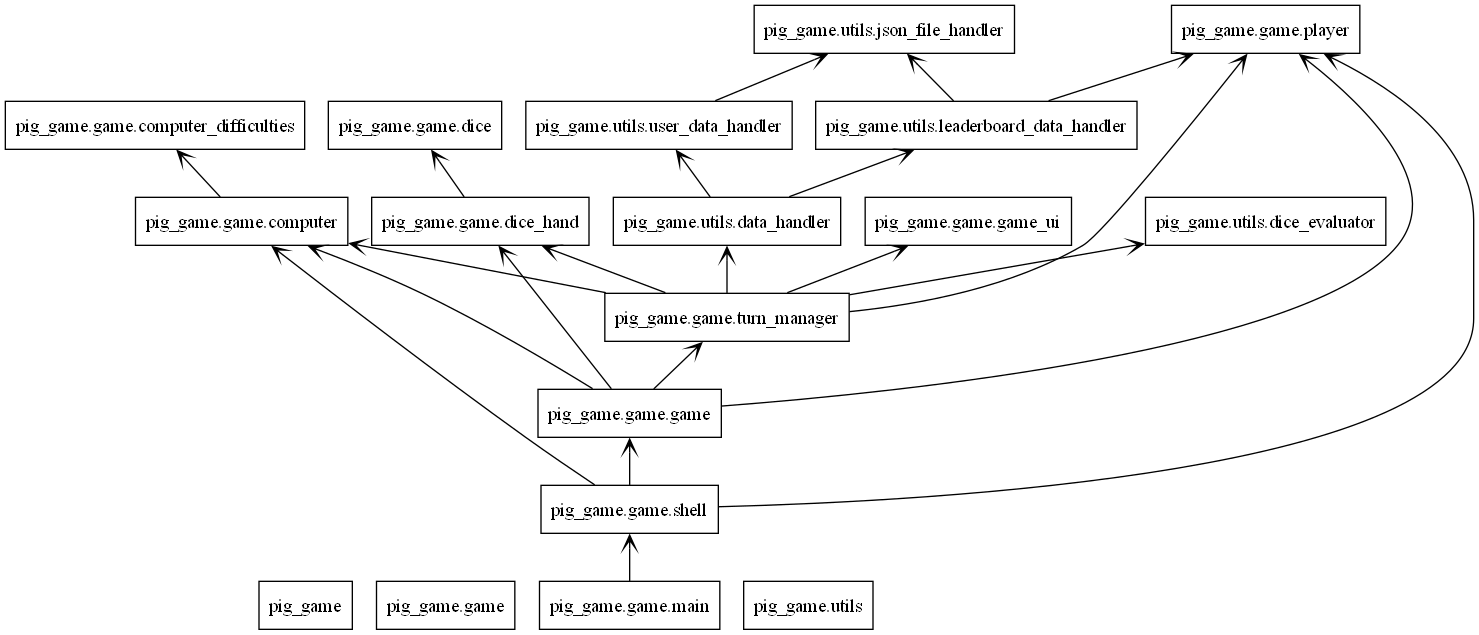 pig_game.utils.json_file_handler
pig_game.game.player
pig_game.game.computer_difficulties
pig_game.game.dice
pig_game.utils.user_data_handler
pig_game.utils.leaderboard_data_handler
pig_game.game.computer
pig_game.game.dice_hand
pig_game.utils.data_handler
pig_game.game.game_ui
pig_game.utils.dice_evaluator
pig_game.game.turn_manager
pig_game.game.game
pig_game.game.shell
pig_game
pig_game.game
pig_game.game.main
pig_game.utils